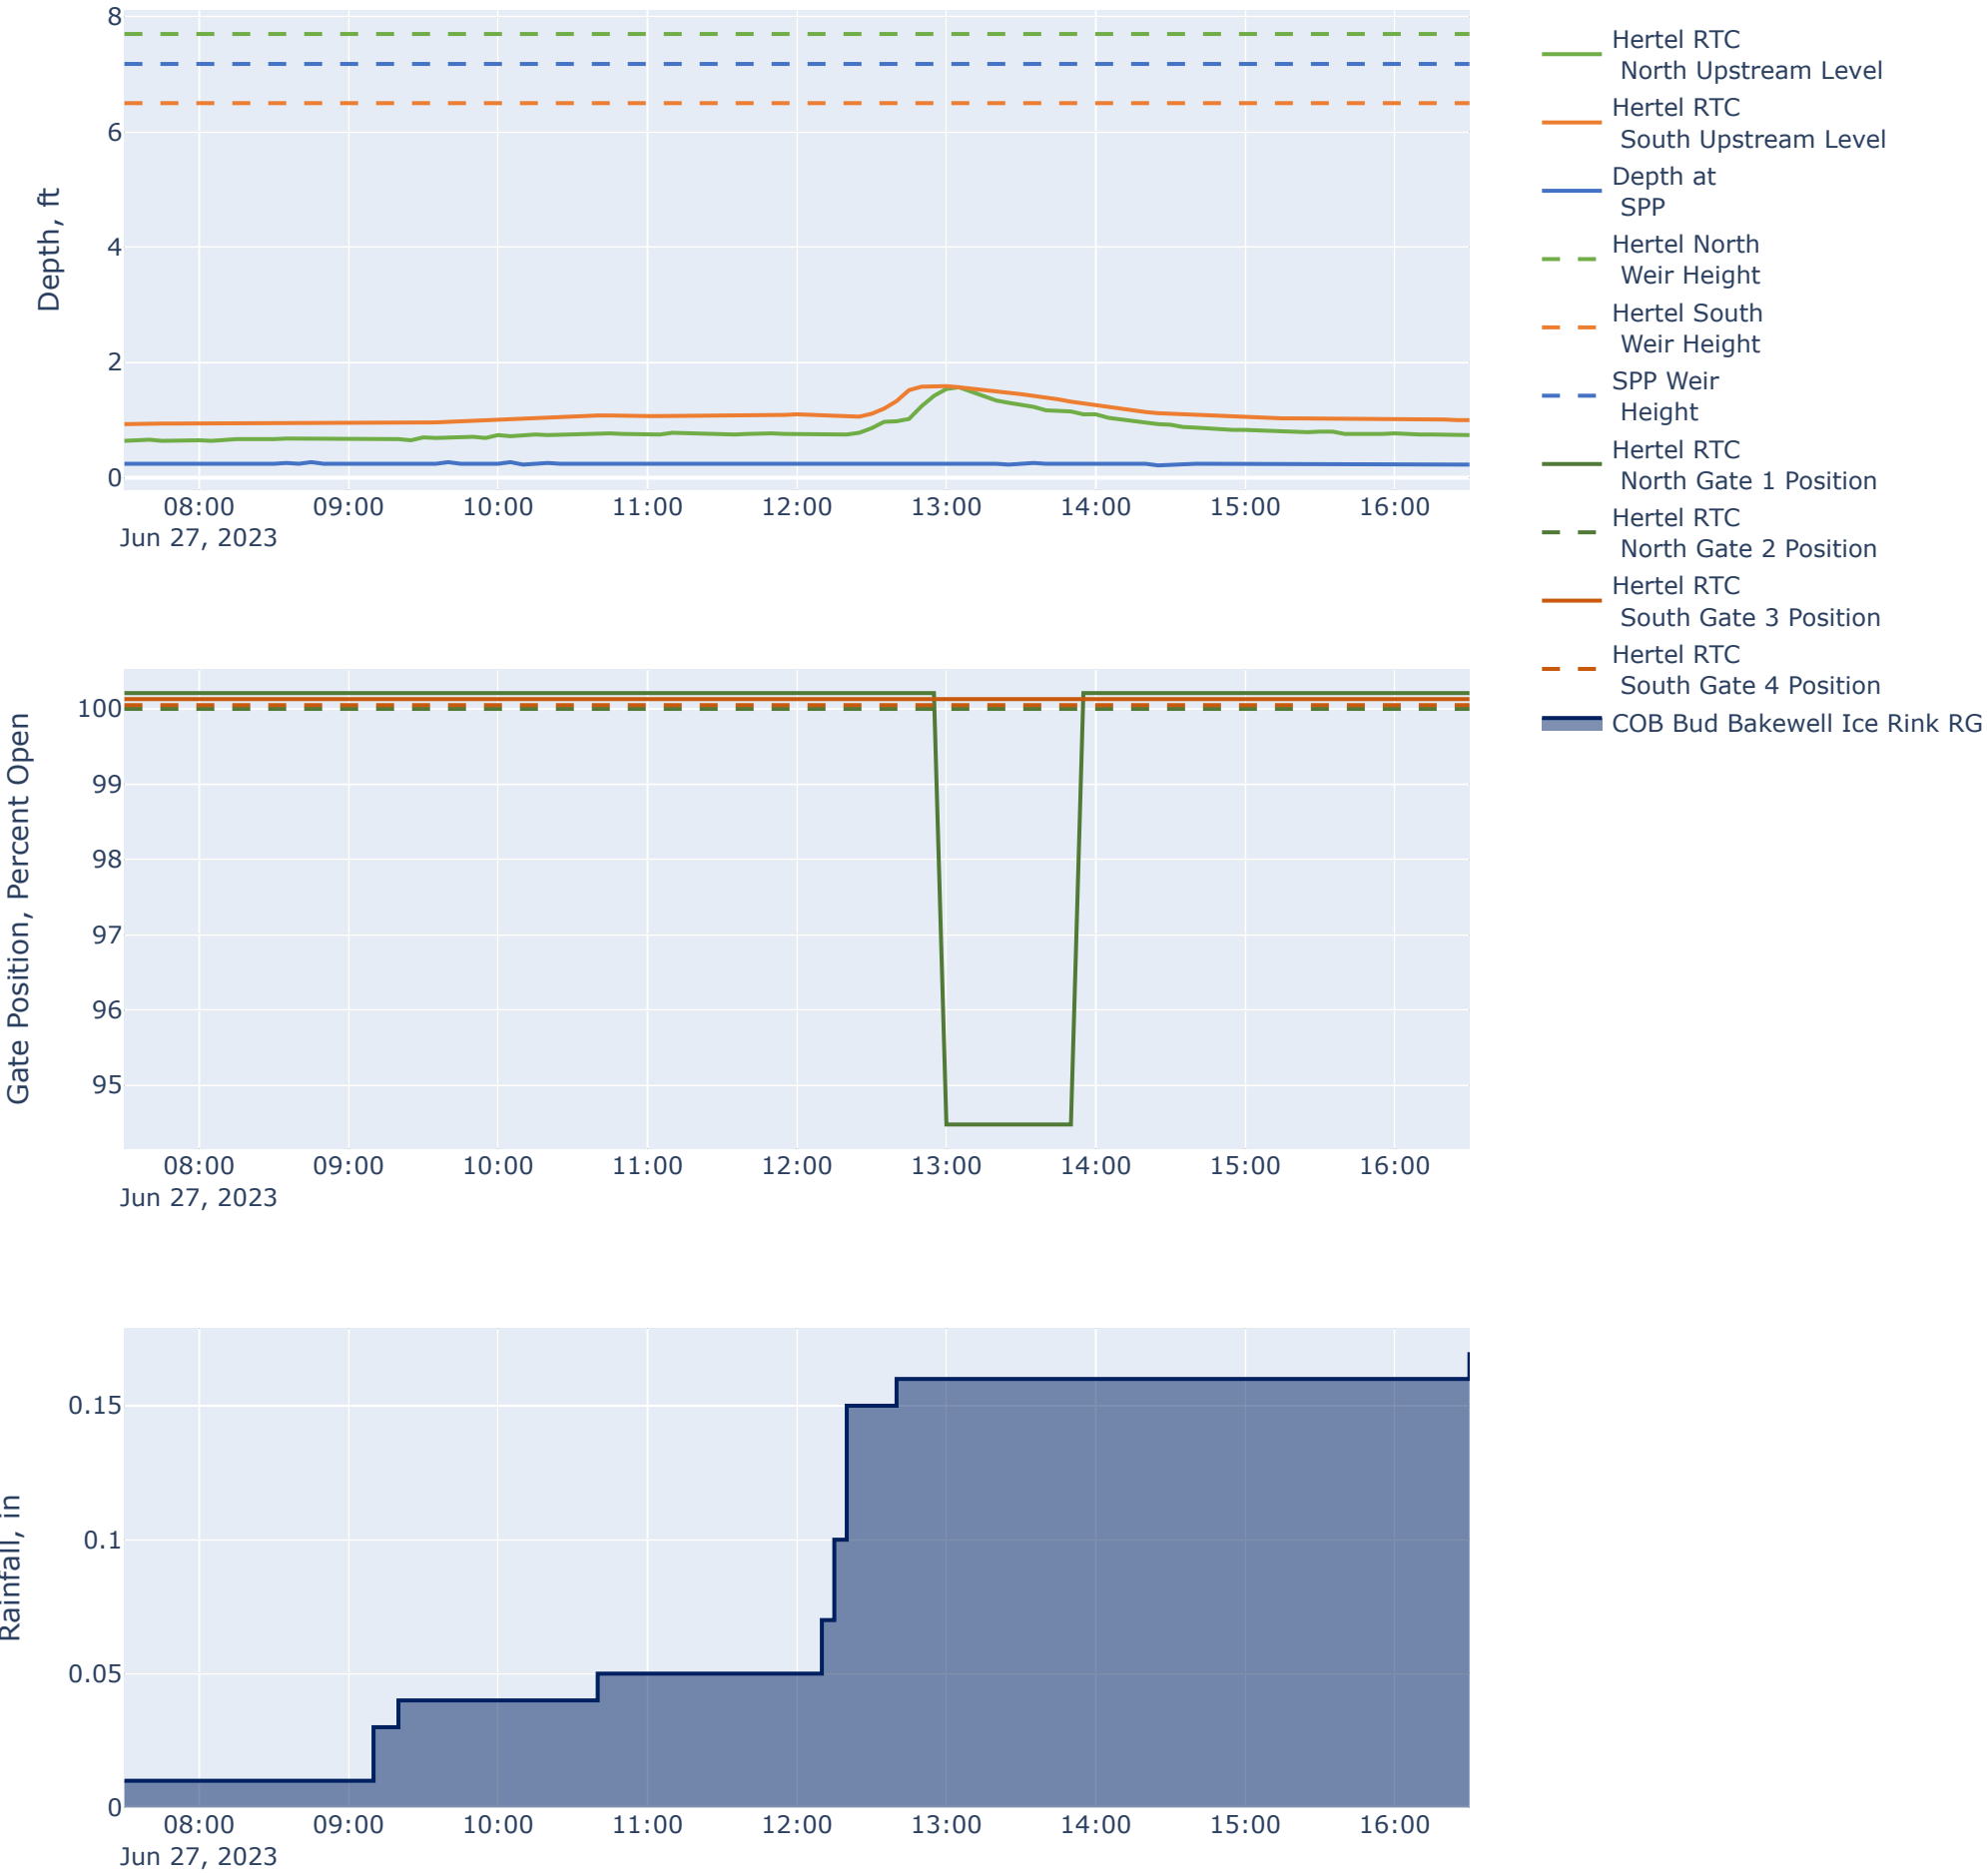 8
6
4
2
0
Depth, ft
08:00 09:00 10:00 11:00 12:00 13:00 14:00 15:00 16:00
Jun 27, 2023
Hertel RTC
North Upstream Level
Hertel RTC
South Upstream Level
Depth at
SPP
Hertel North
Weir Height
Hertel South
Weir Height
SPP Weir
Height
Hertel RTC
North Gate 1 Position
Hertel RTC
North Gate 2 Position
Hertel RTC
South Gate 3 Position
Hertel RTC
South Gate 4 Position
COB Bud Bakewell Ice Rink RG
100
99
98
97
96
95
Gate Position, Percent Open
08:00 09:00 10:00 11:00 12:00 13:00 14:00 15:00 16:00
Jun 27, 2023
0.15
0.1
0.05
0
Rainfall, in
08:00 09:00 10:00 11:00 12:00 13:00 14:00 15:00 16:00
Jun 27, 2023